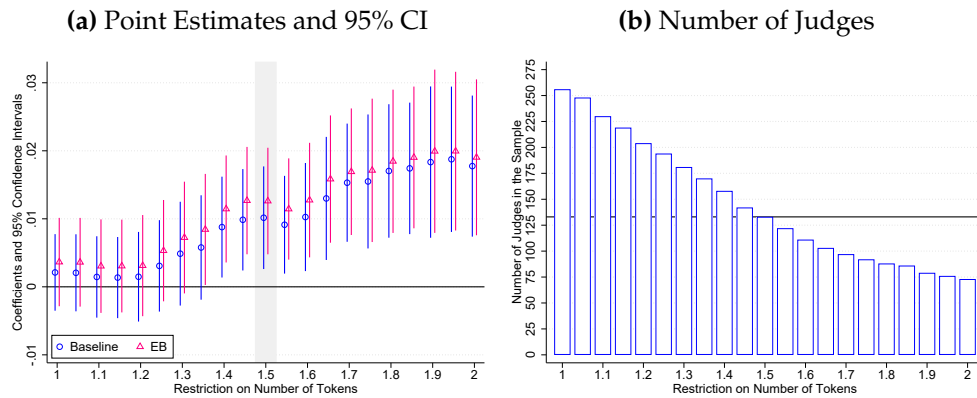 (a) Point Estimates and 95% CI
Coefficients and 95% Confidence Intervals
.03
.02
.01
0
-.01
Baseline EB
1 1.1 1.2 1.3 1.4 1.5 1.6 1.7 1.8 1.9 2
Restriction on Number of Tokens
(b) Number of Judges
Number of Judges in the Sample
275
250
225
200
175
150
125
100
75
50
25
0
1 1.1 1.2 1.3 1.4 1.5 1.6 1.7 1.8 1.9 2
Restriction on Number of Tokens